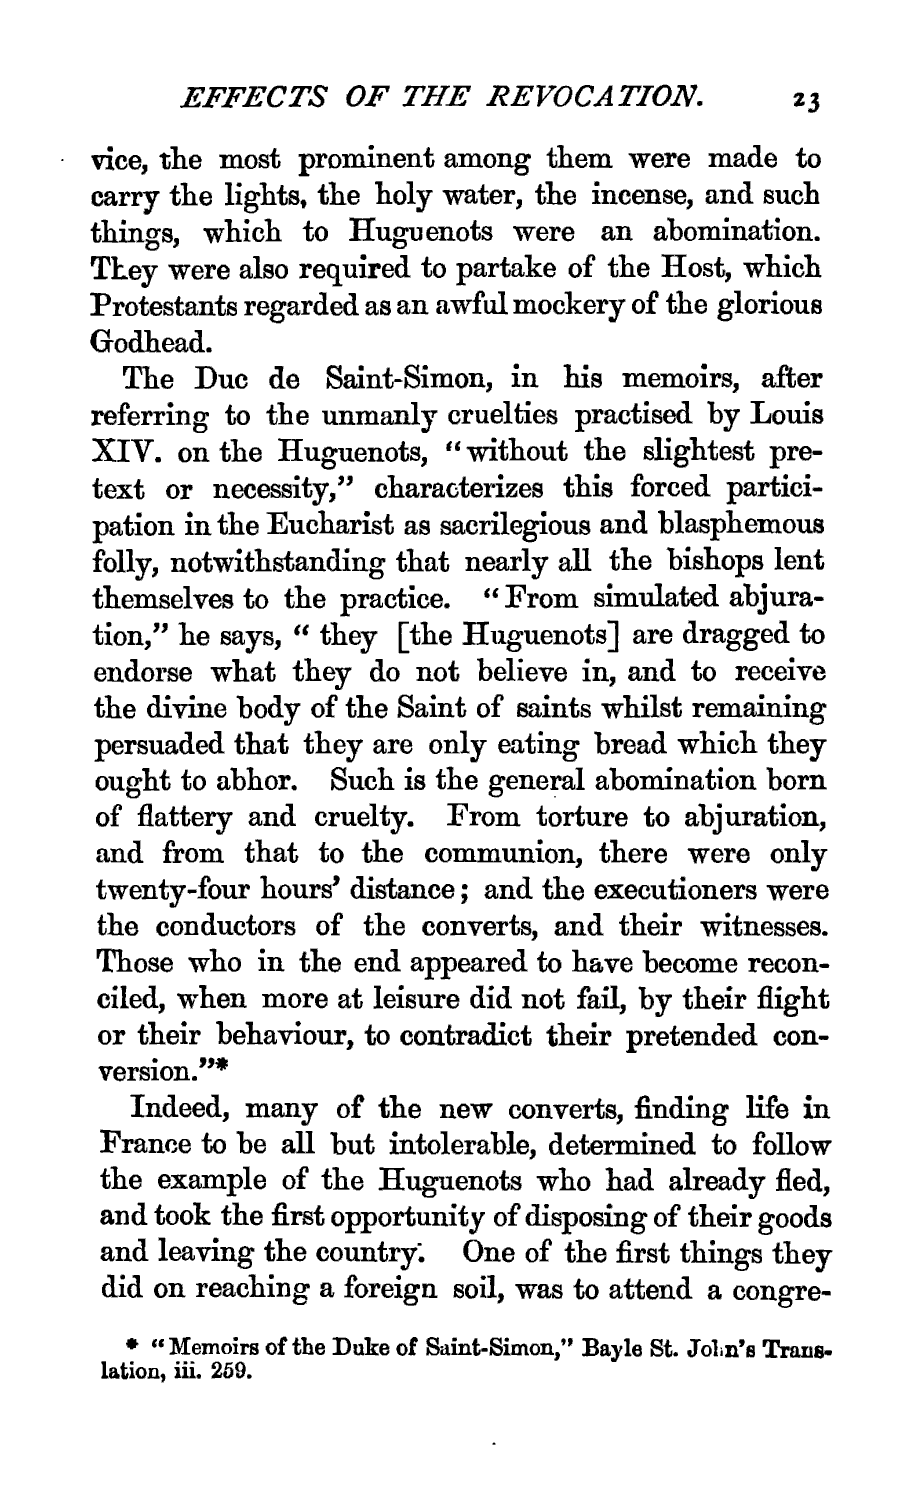 EFFECTS OF THE REVOCATION. 23
vice, the most prominent among them were made to
carry the lights, the holy water, the incense, and such
things, which to Huguenots were an abomination.
They were also required to partake of the Host, which
Protestants regarded as an awful mockery of the glorious
Godhead.
The Duc de Saint-Simon, in his memoirs, after
referring to the unmanly cruelties practised by Louis
XIV. on the Huguenots, “without the slightest pre-
text or necessity,” characterizes this forced partici-
pation in the Eucharist as sacrilegious and blasphemous
folly, notwithstanding that nearly all the bishops lent
themselves to the practice. “From simulated abjura-
tion,” he says, “they [the Huguenots] are dragged to
endorse what they do not believe in, and to receive
the divine body of the Saint of saints whilst remaining
persuaded that they are only eating bread which they
ought to abhor. Such is the general abomination born
of flattery and cruelty. From torture to abjuration,
and from that to the communion, there were only
twenty-four hours’ distance; and the executioners were
the conductors of the converts, and their witnesses.
Those who in the end appeared to have become recon-
ciled, when more at leisure did not fail, by their flight
or their behaviour, to contradict their pretended con-
version.”*
Indeed, many of the new converts, finding life in
France to be all but intolerable, determined to follow
the example of the Huguenots who had already fled,
and took the first opportunity of disposing of their goods
and leaving the country. One of the first things they
did on reaching a foreign soil, was to attend a congre-
* “Memoirs of the Duke of Saint-Simon,” Bayle St. John’s Trans-
lation, iii. 259.